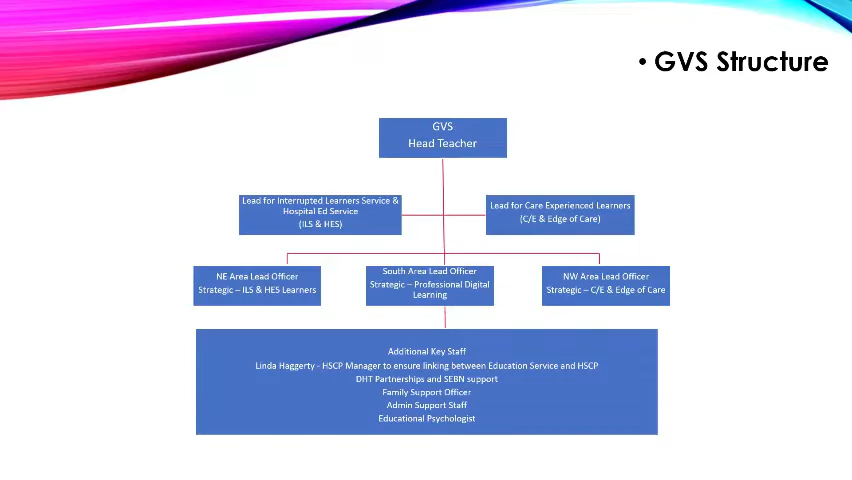 • GVS Structure
GVS
Head Teacher
Lead for Interrupted Learners Service &
Hospital Ed Service
(ILS & HES)
Lead for Care Experienced Learners
(C/E & Edge of Care)
NE Area Lead Officer
Strategic – ILS & HES Learners
South Area Lead Officer
Strategic – Professional Digital
Learning
NW Area Lead Officer
Strategic – C/E & Edge of Care
Additional Key Staff
Linda Haggerty - HSCP Manager to ensure linking between Education Service and HSCP
DHT Partnerships and SEBN support
Family Support Officer
Admin Support Staff
Educational Psychologist